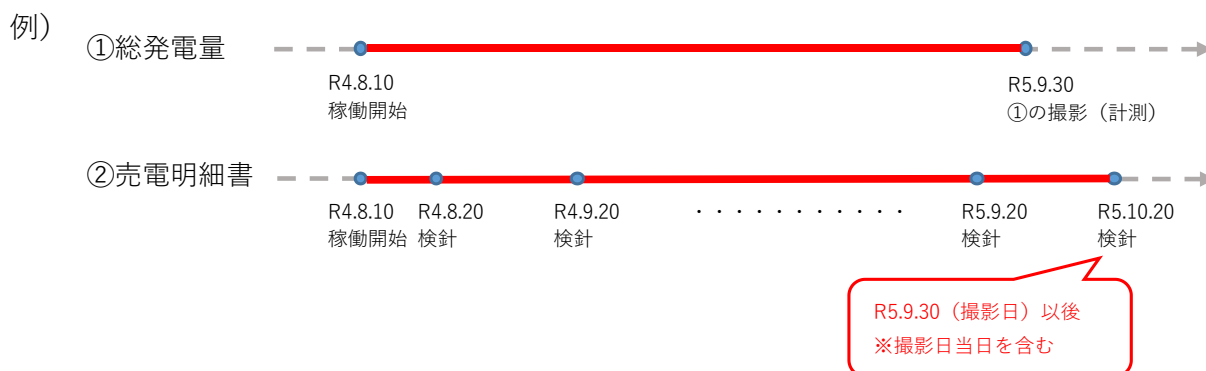 例）
①総発電量
R4.8.10
稼働開始
R5.9.30
①の撮影（計測）
②売電明細書
R4.8.10
稼働開始
R4.8.20
検針
R4.9.20
検針
・・・・・・・・・・・
R5.9.20
検針
R5.10.20
検針
R5.9.30（撮影日）以後
※撮影日当日を含む